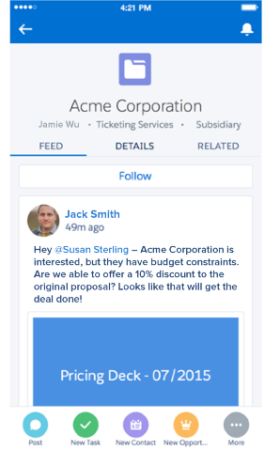 4:21 PM
Acme Corporation
Jamie Wu • Ticketing Services • Subsidiary
FEED DETAILS RELATED
Follow
Jack Smith
49m ago
Hey @Susan Sterling – Acme Corporation is
interested, but they have budget constraints.
Are we able to offer a 10% discount to the
original proposal? Looks like that will get the
deal done!
Pricing Deck - 07/2015
Post New Task New Contact New Opport... More